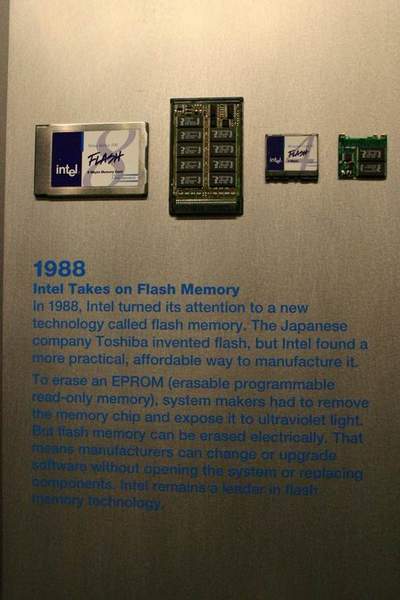 intel
FLASH
8
intel
FLASH
1988
Intel Takes on Flash Memory
In 1988, Intel turned its attention to a new
technology called flash memory. The Japanese
company Toshiba invented flash, but Intel found a
more practical, affordable way to manufacture it.
To erase an EPROM (erasable programmable
read-only memory), system makers had to remove
the memory chip and expose it to ultraviolet light.
But flash memory can be erased electrically. That
means manufacturers can change or upgrade
software without opening the system or replacing
components. Intel remains a leader in flash
memory technology.